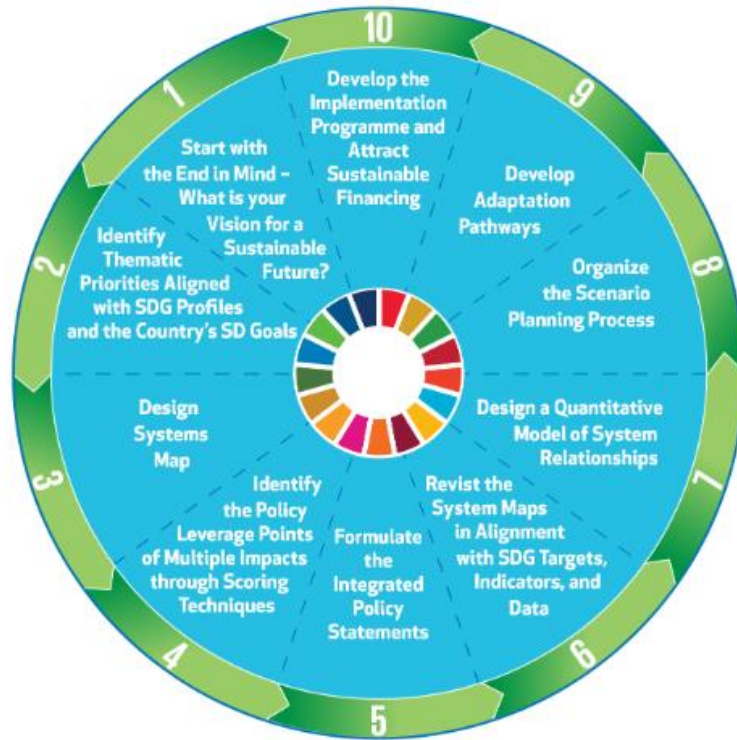 10
Develop the
Implementation
Programme and
Attract
Sustainable
Financing
1
Start with
the End in Mind –
What is your
Vision for a
Sustainable
Future?
2
Identify
Thematic
Priorities Aligned
with SDG Profiles
and the Country's SD Goals
3
Design
Systems
Map
4
Identify
the Policy
Leverage Points
of Multiple Impacts
through Scoring
Techniques
5
Formulate
the
Integrated
Policy
Statements
6
Revist the
System Maps
in Alignment
with SDG Targets,
Indicators, and
Data
7
Design a Quantitative
Model of System
Relationships
8
Organize
the Scenario
Planning Process
9
Develop
Adaptation
Pathways